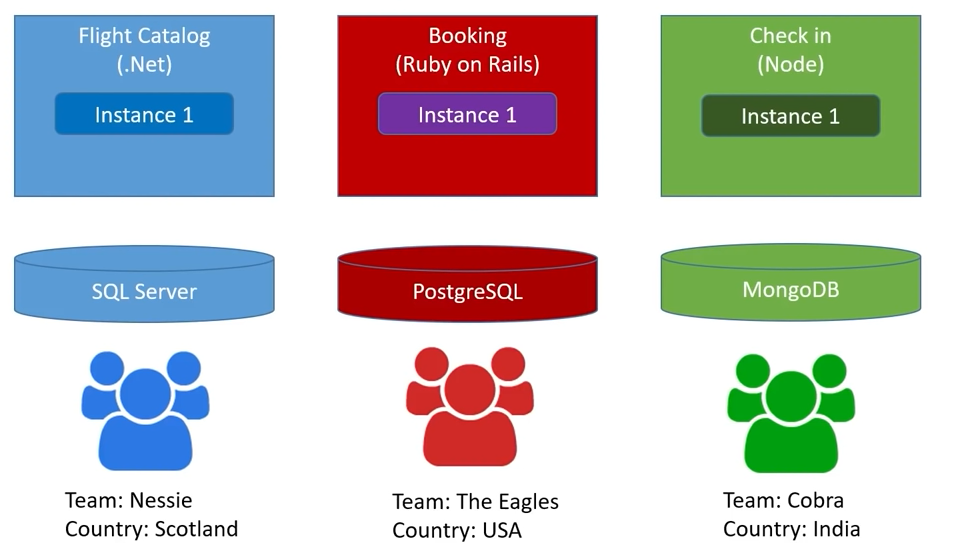 Flight Catalog
(.Net)
Instance 1
Booking
(Ruby on Rails)
Instance 1
Check in
(Node)
Instance 1
SQL Server
PostgreSQL
MongoDB
Team: Nessie
Country: Scotland
Team: The Eagles
Country: USA
Team: Cobra
Country: India